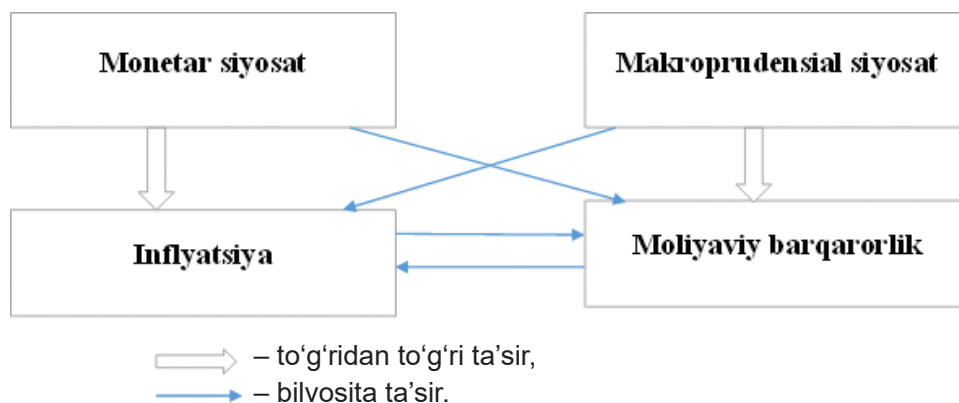 Monetar siyosat
Makroprudensial siyosat
Inflyatsiya
Moliyaviy barqarorlik
– to‘g‘ridan to‘g‘ri ta’sir,
– bilvosita ta’sir.